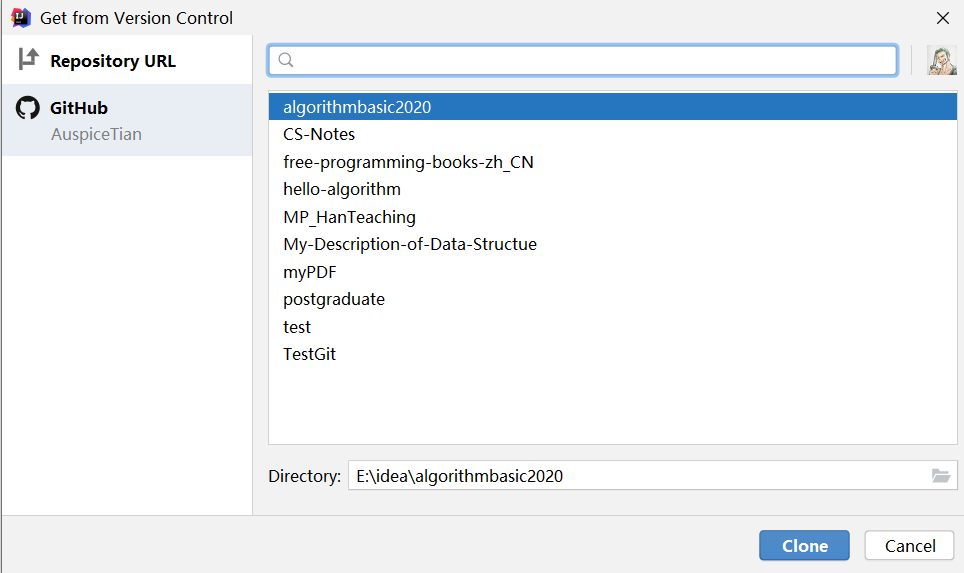 Get from Version Control
Repository URL
GitHub
AuspiceTian
algorithmbasic2020
CS-Notes
free-programming-books-zh_CN
hello-algorithm
MP_HanTeaching
My-Description-of-Data-Structue
myPDF
postgraduate
test
TestGit
Directory: E:\idea\algorithmbasic2020
Clone Cancel